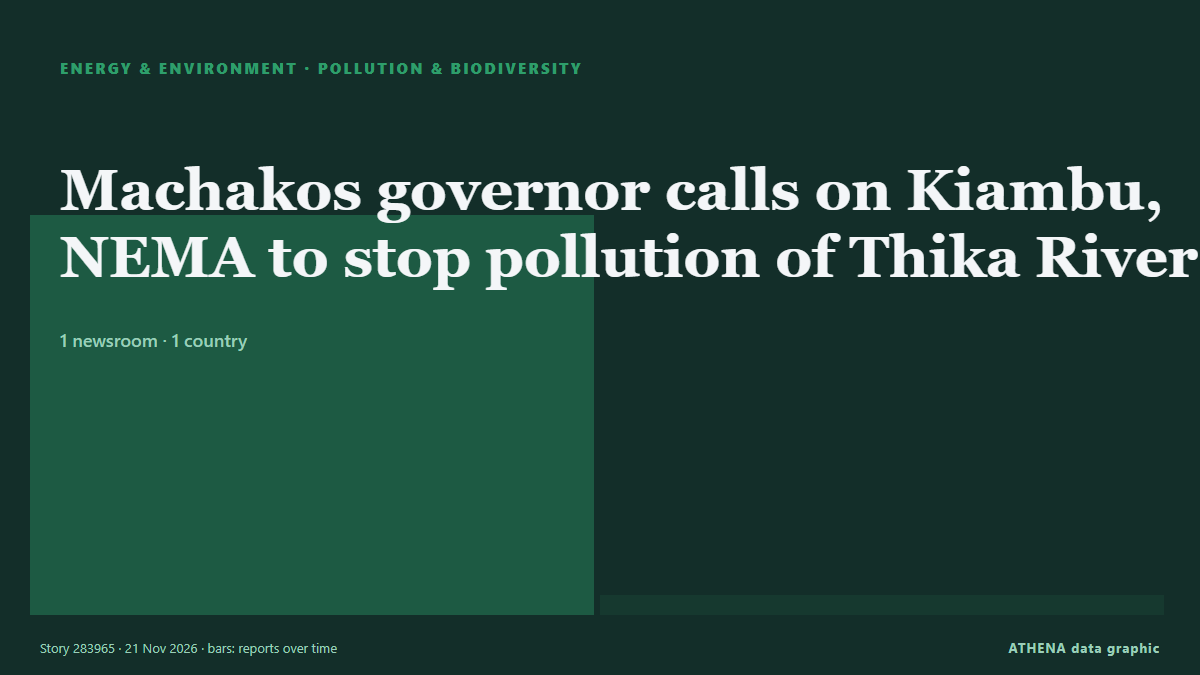 ENERGY & ENVIRONMENT · POLLUTION & BIODIVERSITY
Machakos governor calls on Kiambu,
NEMA to stop pollution of Thika River
1 newsroom · 1 country
Story 283965 · 21 Nov 2026 · bars: reports over time
ATHENA data graphic